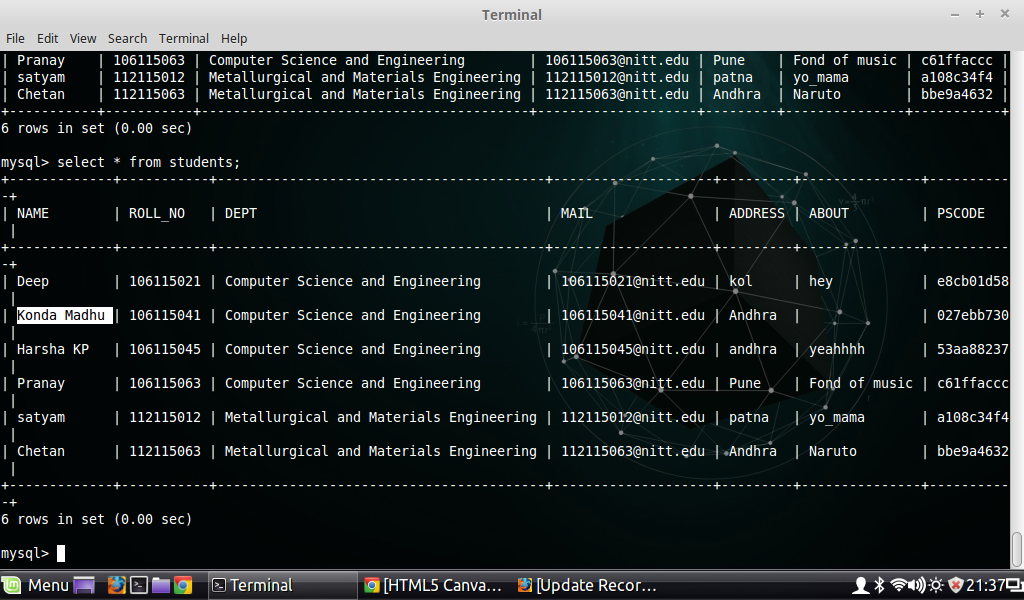 Terminal
File Edit View Search Terminal Help
| Pranay | 106115063 | Computer Science and Engineering | 106115063@nitt.edu | Pune | Fond of music | c61ffaccc |
| satyam | 112115012 | Metallurgical and Materials Engineering | 112115012@nitt.edu | patna | yo_mama | a108c34f4 |
| Chetan | 112115063 | Metallurgical and Materials Engineering | 112115063@nitt.edu | Andhra | Naruto | bbe9a4632 |
6 rows in set (0.00 sec)
mysql> select * from students;
| NAME | ROLL_NO | DEPT | MAIL | ADDRESS | ABOUT | PSCODE
|
| Deep | 106115021 | Computer Science and Engineering | 106115021@nitt.edu | kol | hey | e8cb01d58
|
| Konda Madhu | 106115041 | Computer Science and Engineering | 106115041@nitt.edu | Andhra | | 027ebb730
|
| Harsha KP | 106115045 | Computer Science and Engineering | 106115045@nitt.edu | andhra | yeahhhh | 53aa88237
|
| Pranay | 106115063 | Computer Science and Engineering | 106115063@nitt.edu | Pune | Fond of music | c61ffaccc
|
| satyam | 112115012 | Metallurgical and Materials Engineering | 112115012@nitt.edu | patna | yo_mama | a108c34f4
|
| Chetan | 112115063 | Metallurgical and Materials Engineering | 112115063@nitt.edu | Andhra | Naruto | bbe9a4632
|
6 rows in set (0.00 sec)
mysql>
Menu Terminal [HTML5 Canva... [Update Recor... 21:37